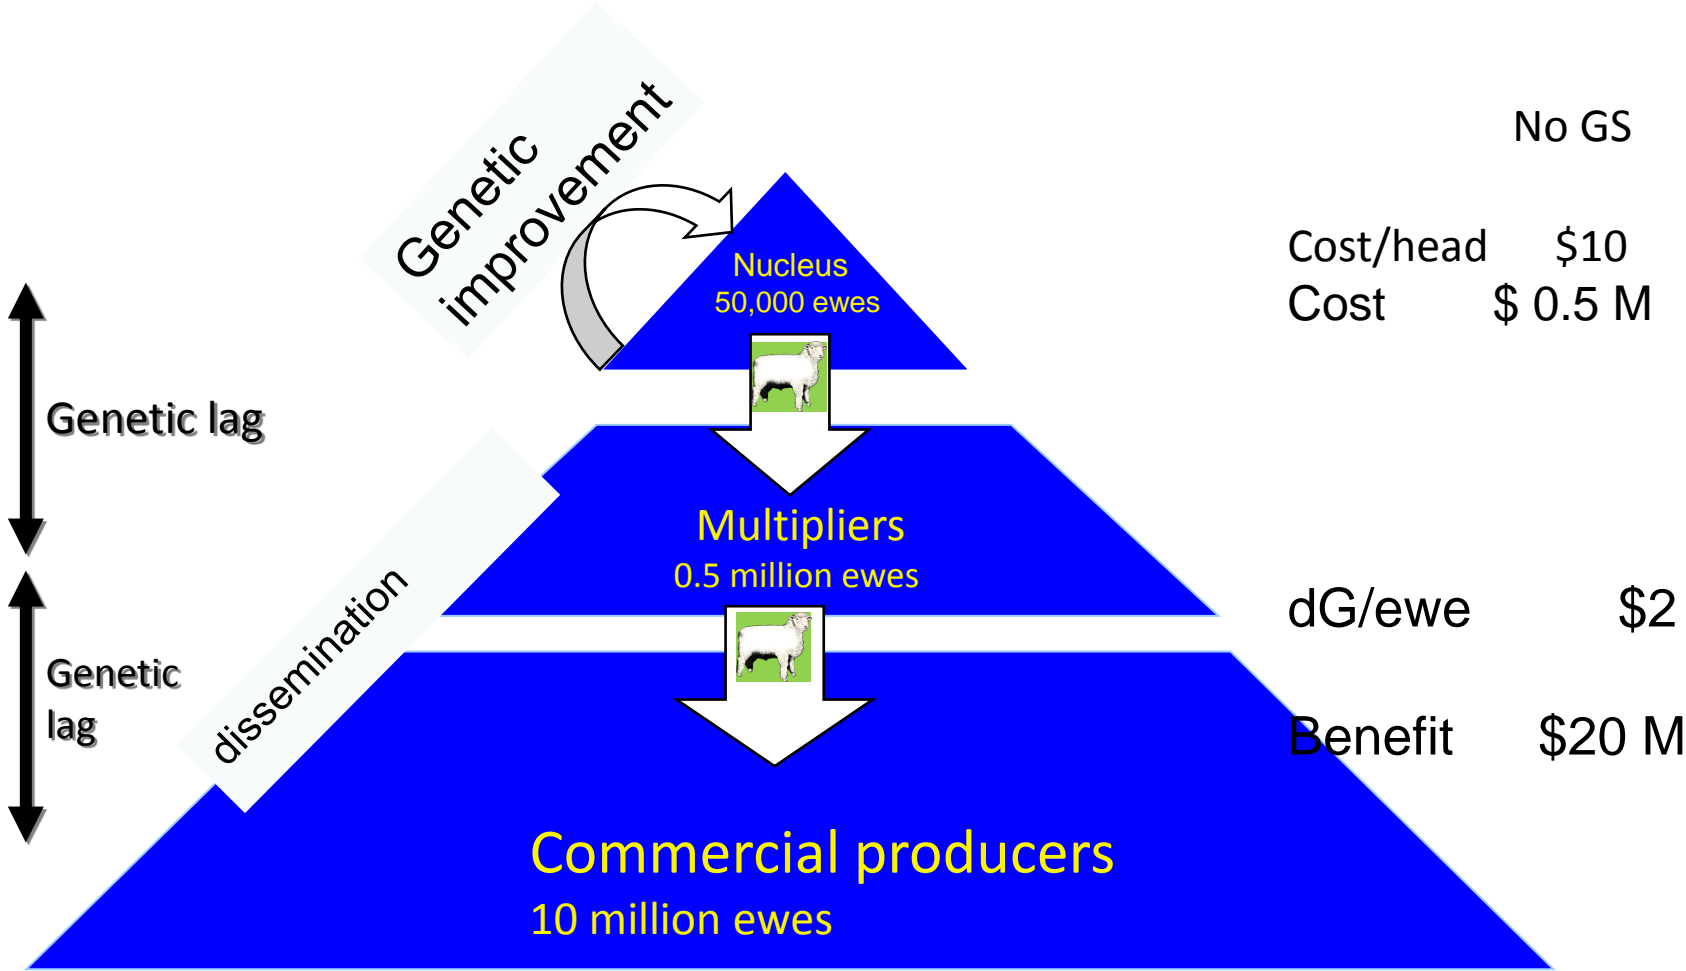 Genetic
improvement
No GS
Nucleus
50,000 ewes
Cost/head $10
Cost $ 0.5 M
Genetic lag
Multipliers
0.5 million ewes
dissemination
dG/ewe $2
Genetic
lag
Benefit $20 M
Commercial producers
10 million ewes